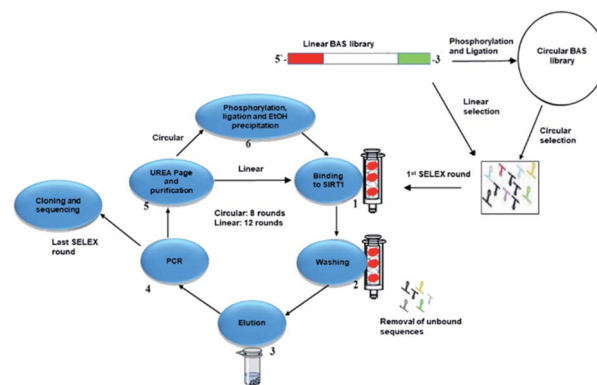 Linear BAS library
5`-
-3
Phosphorylation
and Ligation
Circular BAS
library
Linear
selection
Circular
selection
1st SELEX round
Phosphorylation,
ligation and EtOH
precipitation
6
Circular
UREA Page
and
purification
5
Linear
Binding
to SIRT1
1
Circular: 8 rounds
Linear: 12 rounds
Cloning and
sequencing
Last SELEX
round
PCR
4
Washing
2
Removal of unbound
sequences
Elution
3